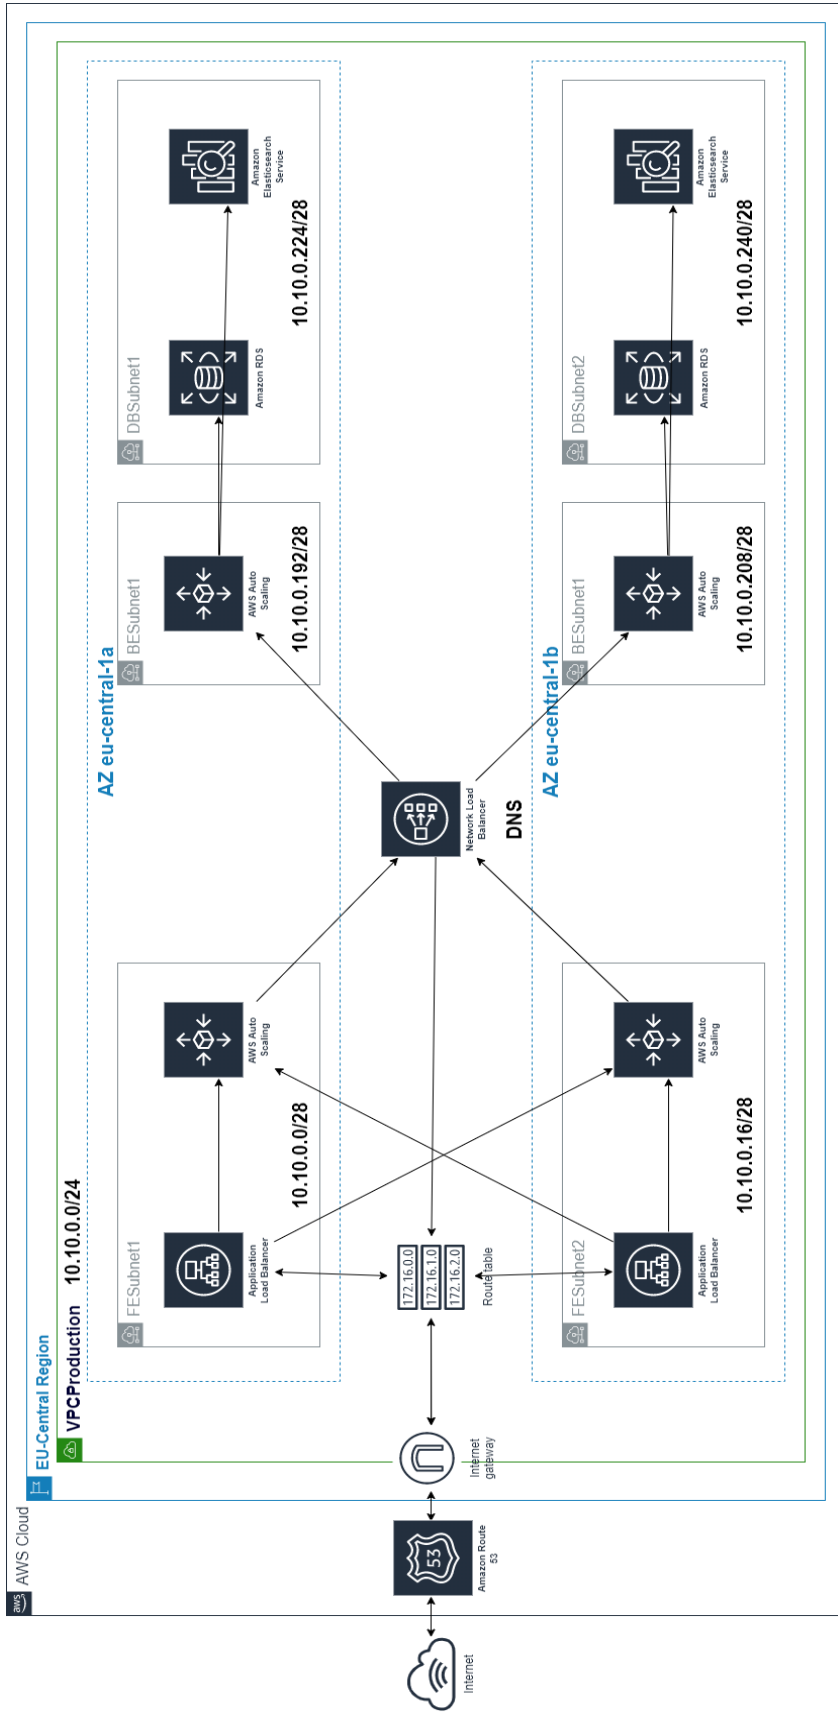 Internet
Amazon Route
53
aws
AWS Cloud
EU-Central Region
VPCProduction
10.10.0.0/24
Internet
gateway
172.16.0.0
172.16.1.0
172.16.2.0
Route table
AZ eu-central-1a
FESubnet1
Application
Load Balancer
10.10.0.0/28
AWS Auto
Scaling
Network Load
Balancer
DNS
BESubnet1
AWS Auto
Scaling
10.10.0.192/28
DBSubnet1
Amazon RDS
Amazon
Elasticsearch
Service
10.10.0.224/28
AZ eu-central-1b
FESubnet2
Application
Load Balancer
10.10.0.16/28
AWS Auto
Scaling
BESubnet1
AWS Auto
Scaling
10.10.0.208/28
DBSubnet2
Amazon RDS
Amazon
Elasticsearch
Service
10.10.0.240/28
53